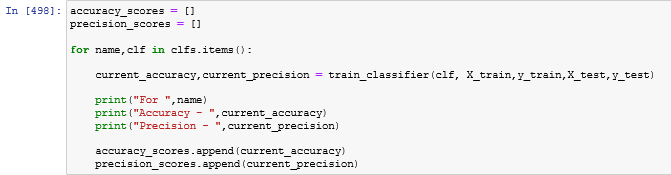 In [498]: accuracy_scores = []
precision_scores = []
for name,clf in clfs.items():
current_accuracy,current_precision = train_classifier(clf, X_train,y_train,X_test,y_test)
print("For ",name)
print("Accuracy - ",current_accuracy)
print("Precision - ",current_precision)
accuracy_scores.append(current_accuracy)
precision_scores.append(current_precision)